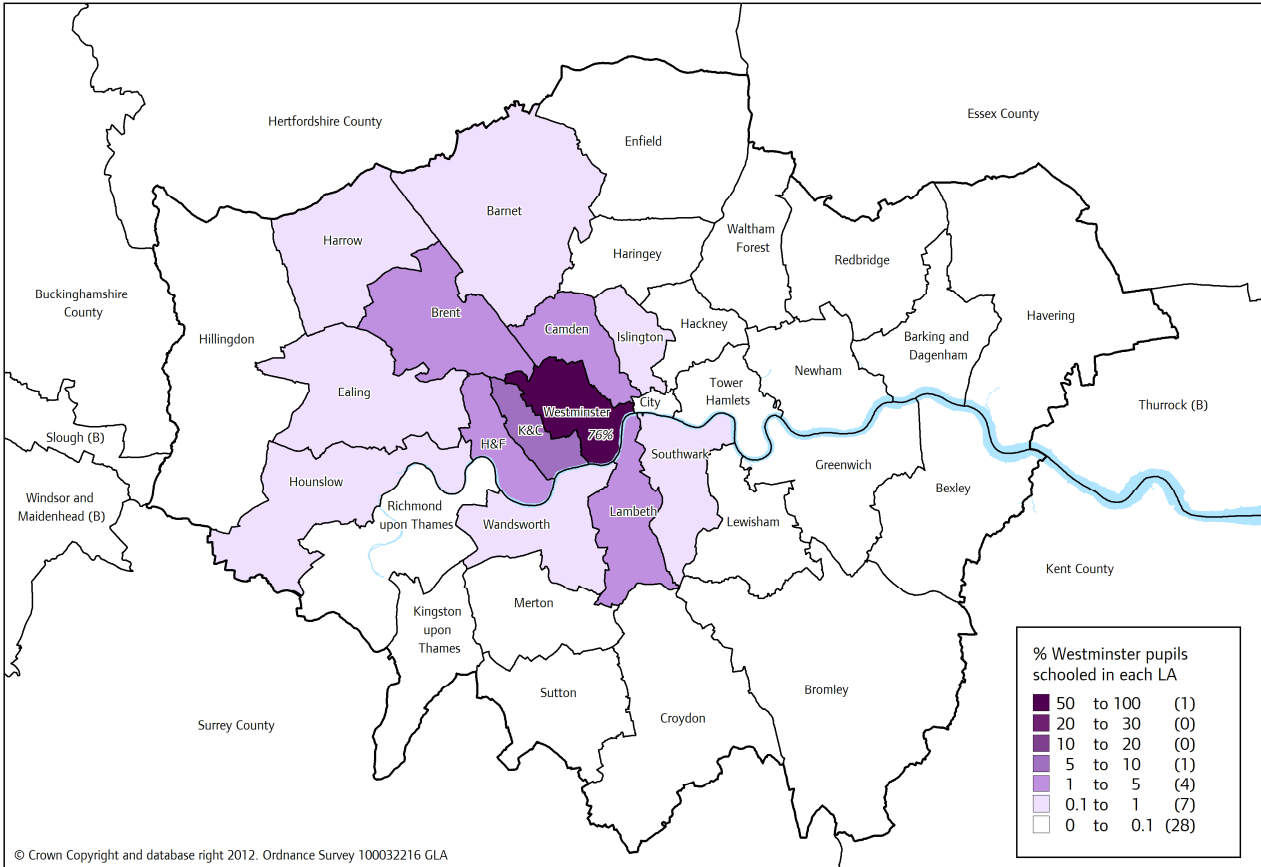 Hertfordshire County
Essex County
Enfield
Barnet
Harrow
Waltham
Forest
Haringey
Redbridge
Buckinghamshire
County
Hillingdon
Brent
Camden
Islington
Hackney
Havering
Barking and
Dagenham
Newham
Ealing
Tower
Hamlets
City
Westminster
76%
K&C
H&F
Thurrock (B)
Slough (B)
Southwark
Greenwich
Hounslow
Bexley
Windsor and
Maidenhead (B)
Richmond
upon Thames
Wandsworth
Lambeth
Lewisham
Kent County
Merton
Kingston
upon
Thames
Sutton
Croydon
Bromley
Surrey County
% Westminster pupils
schooled in each LA
50 to 100 (1)
20 to 30 (0)
10 to 20 (0)
5 to 10 (1)
1 to 5 (4)
0.1 to 1 (7)
0 to 0.1 (28)
© Crown Copyright and database right 2012. Ordnance Survey 100032216 GLA